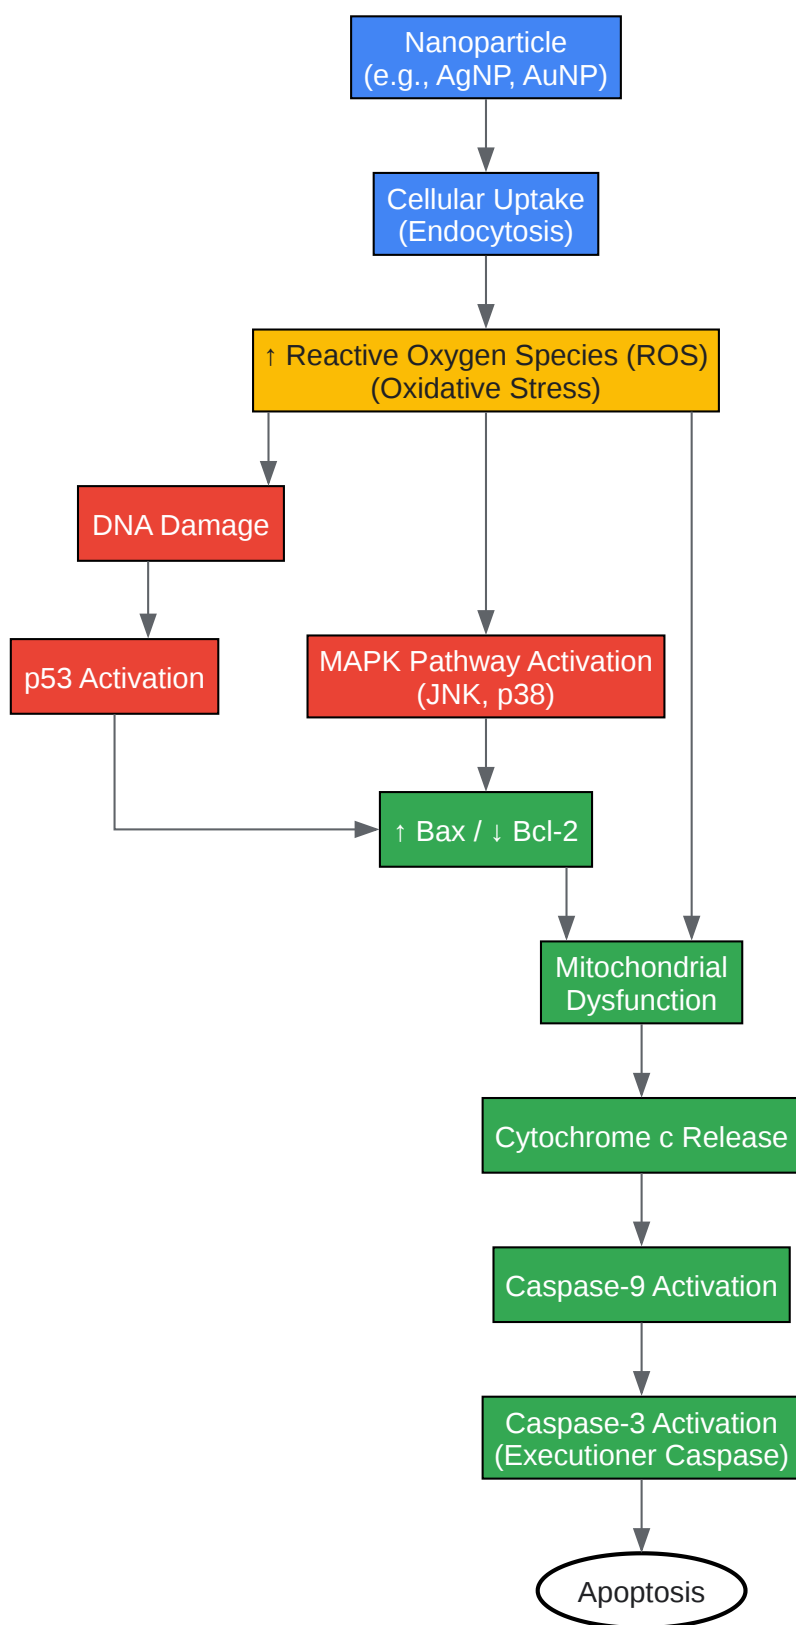 Nanoparticle
(e.g., AgNP, AuNP)
Cellular Uptake
(Endocytosis)
↑ Reactive Oxygen Species (ROS)
(Oxidative Stress)
DNA Damage
p53 Activation
MAPK Pathway Activation
(JNK, p38)
↑ Bax / ↓ Bcl-2
Mitochondrial
Dysfunction
Cytochrome c Release
Caspase-9 Activation
Caspase-3 Activation
(Executioner Caspase)
Apoptosis